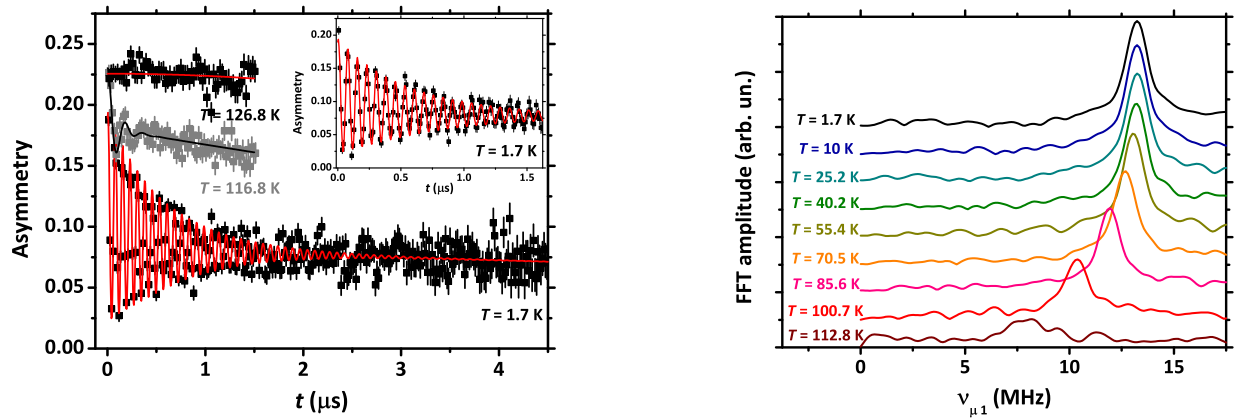 0.25
0.20
0.15
0.10
0.05
0.00
Asymmetry
0
1
2
3
4
t (μs)
T = 126.8 K
T = 116.8 K
T = 1.7 K
0.20
0.15
0.10
0.05
0.00
Asymmetry
0.0
0.5
1.0
1.5
t (μs)
T = 1.7 K
FFT amplitude (arb. un.)
T = 1.7 K
T = 10 K
T = 25.2 K
T = 40.2 K
T = 55.4 K
T = 70.5 K
T = 85.6 K
T = 100.7 K
T = 112.8 K
0
5
10
15
νμ 1 (MHz)